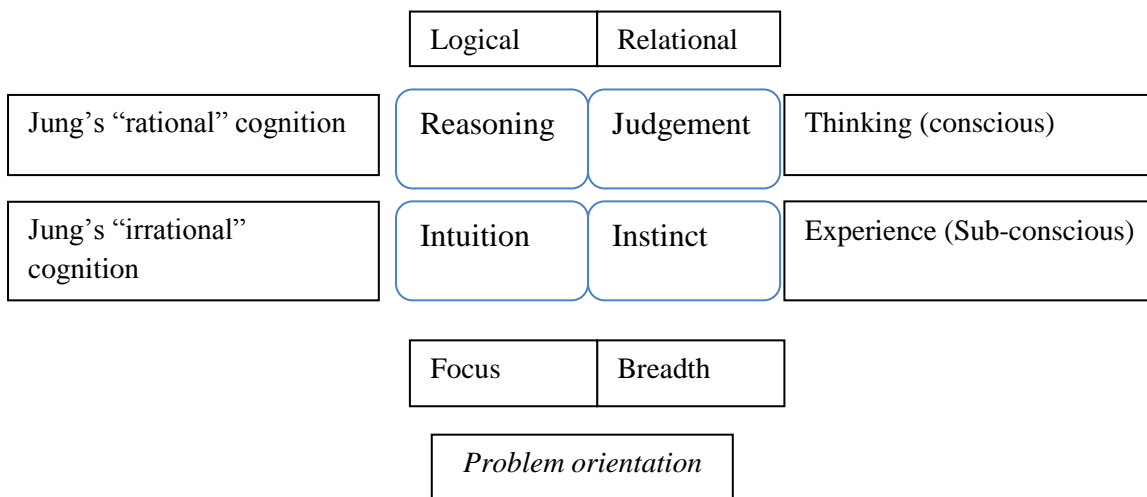 Logical Relational
Jung's “rational” cognition Reasoning Judgement Thinking (conscious)
Jung's “irrational” Intuition Instinct Experience (Sub-conscious)
cognition
Focus Breadth
Problem orientation